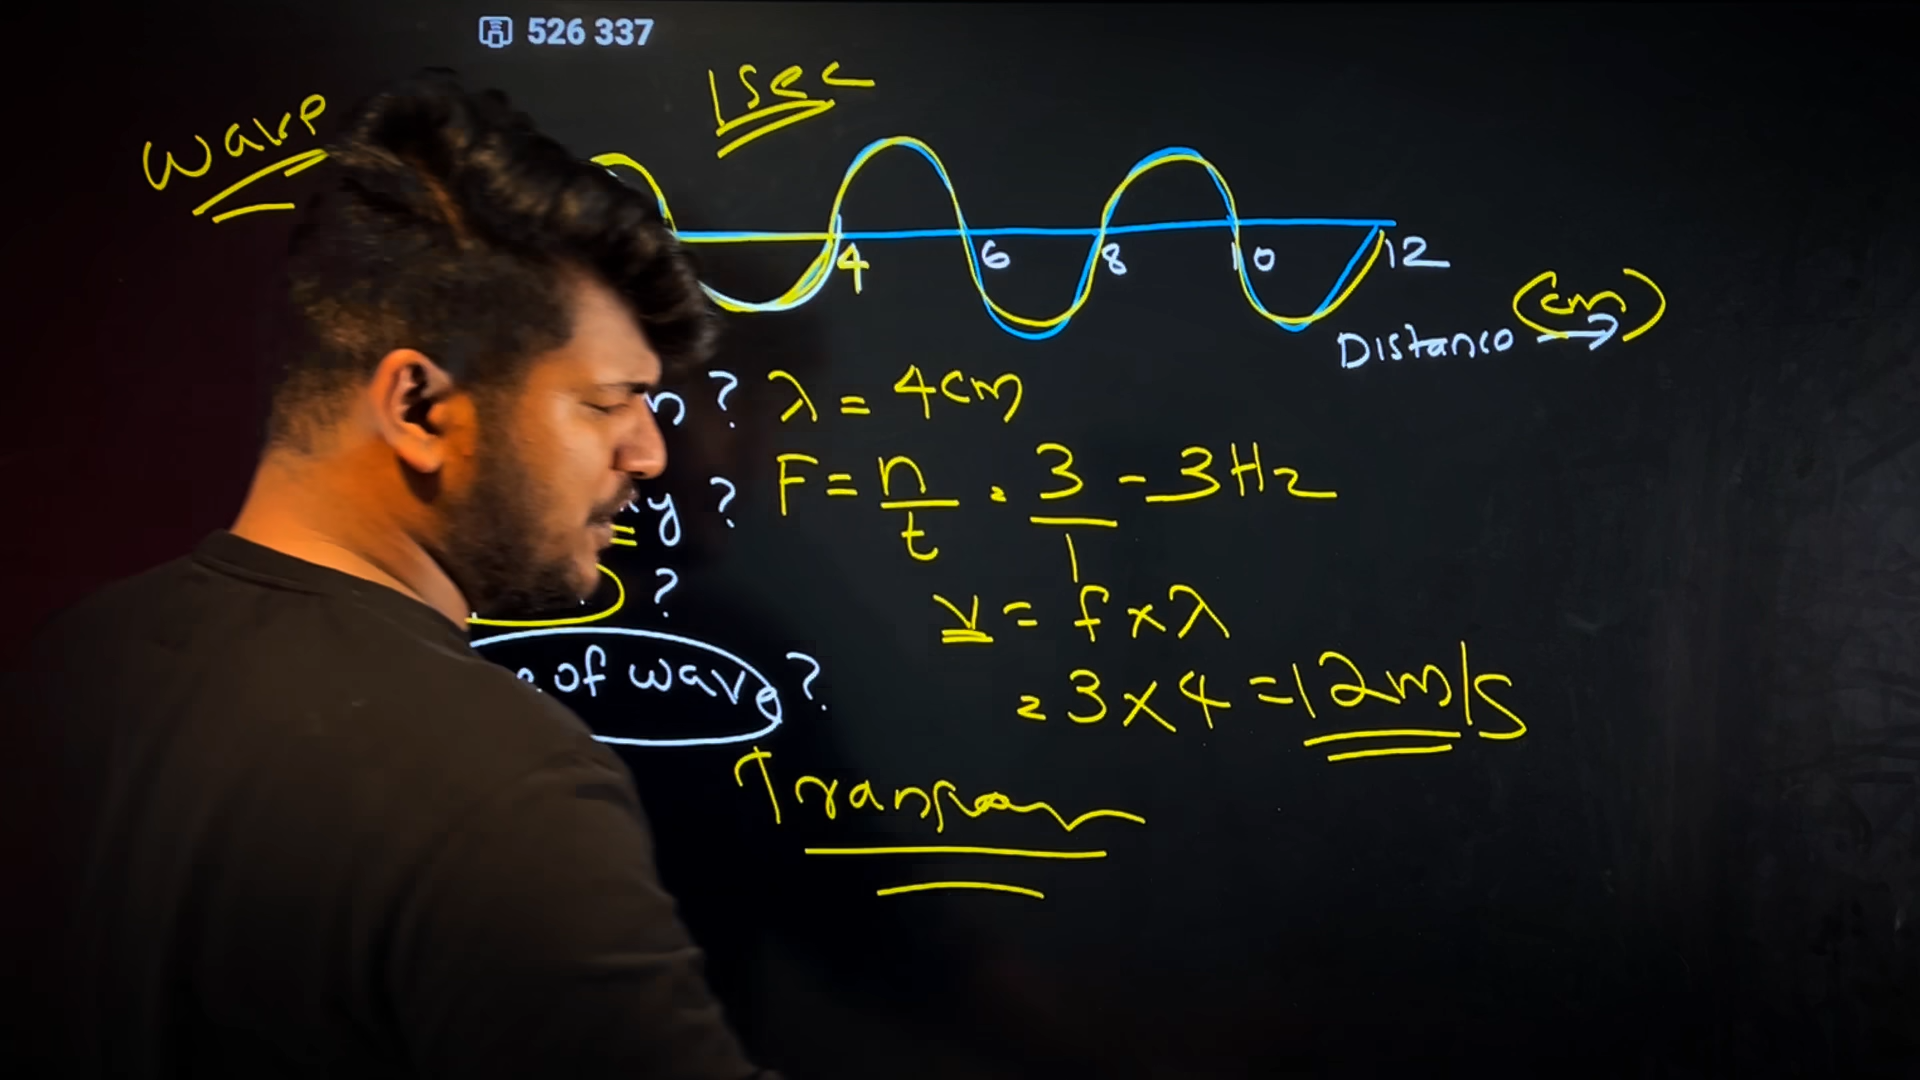 526 337
1sec
wave
4 6 8 10 12
(cm)
Distance →
n ? λ = 4cm
y ? F = n/t = 3/1 - 3Hz
?
v = f x λ
of wave ?
= 3 x 4 = 12m/s